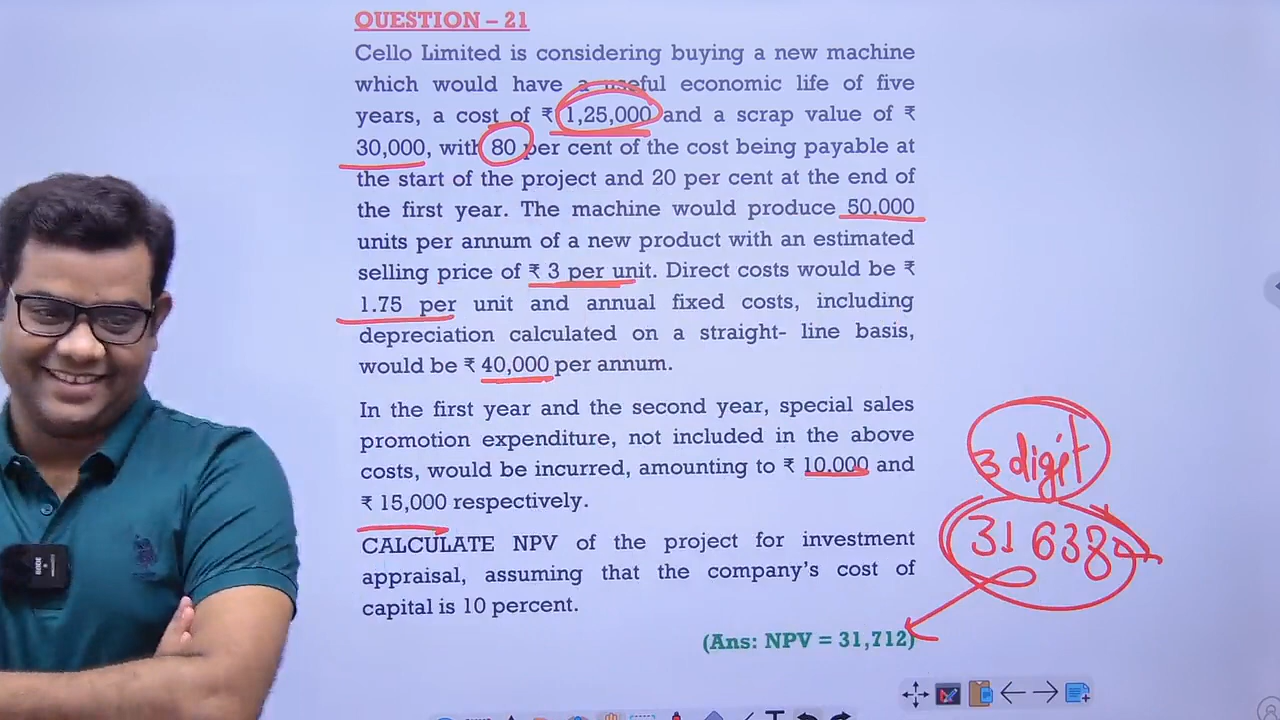 QUESTION – 21
Cello Limited is considering buying a new machine
which would have a useful economic life of five
years, a cost of ₹ 1,25,000 and a scrap value of ₹
30,000, with 80 per cent of the cost being payable at
the start of the project and 20 per cent at the end of
the first year. The machine would produce 50,000
units per annum of a new product with an estimated
selling price of ₹ 3 per unit. Direct costs would be ₹
1.75 per unit and annual fixed costs, including
depreciation calculated on a straight- line basis,
would be ₹ 40,000 per annum.
In the first year and the second year, special sales
promotion expenditure, not included in the above
costs, would be incurred, amounting to ₹ 10,000 and
₹ 15,000 respectively.
CALCULATE NPV of the project for investment
appraisal, assuming that the company's cost of
capital is 10 percent.
(Ans: NPV = 31,712)
3 digit
31638